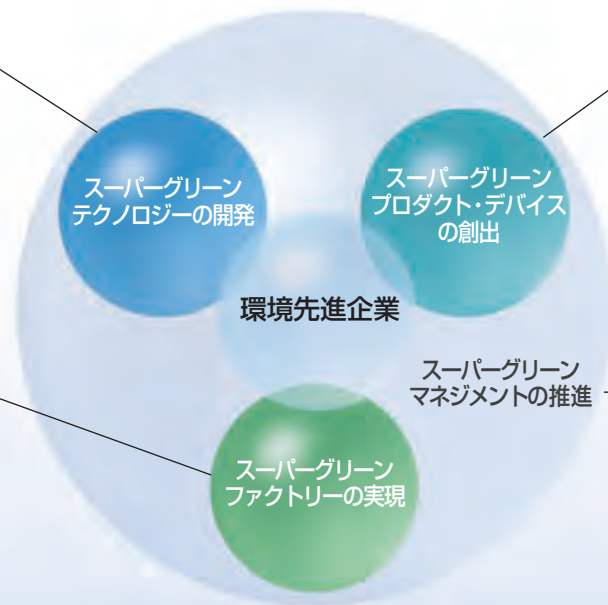 スーパーグリーン
テクノロジーの開発
スーパーグリーン
プロダクト・デバイス
の創出
環境先進企業
スーパーグリーン
マネジメントの推進
スーパーグリーン
ファクトリーの実現